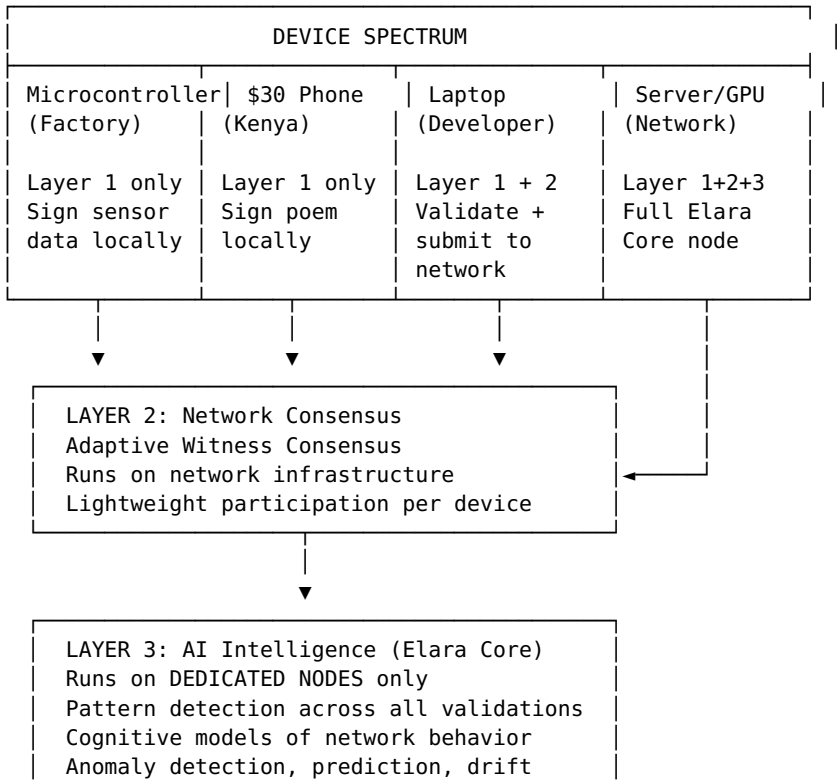 DEVICE SPECTRUM
Microcontroller $30 Phone Laptop Server/GPU
(Factory) (Kenya) (Developer) (Network)
Layer 1 only Layer 1 only Layer 1 + 2 Layer 1+2+3
Sign sensor Sign poem Validate + Full Elara
data locally locally submit to Core node
network
LAYER 2: Network Consensus
Adaptive Witness Consensus
Runs on network infrastructure
Lightweight participation per device
LAYER 3: AI Intelligence (Elara Core)
Runs on DEDICATED NODES only
Pattern detection across all validations
Cognitive models of network behavior
Anomaly detection, prediction, drift